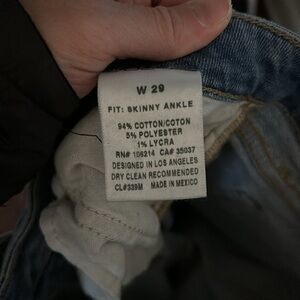 W 29
FIT: SKINNY ANKLE
94% COTTON/COTON
5% POLYESTER
1% LYCRA
RN# 106214 CA# 35037
DESIGNED IN LOS ANGELES
DRY CLEAN RECOMMENDED
CL#339M MADE IN MEXICO